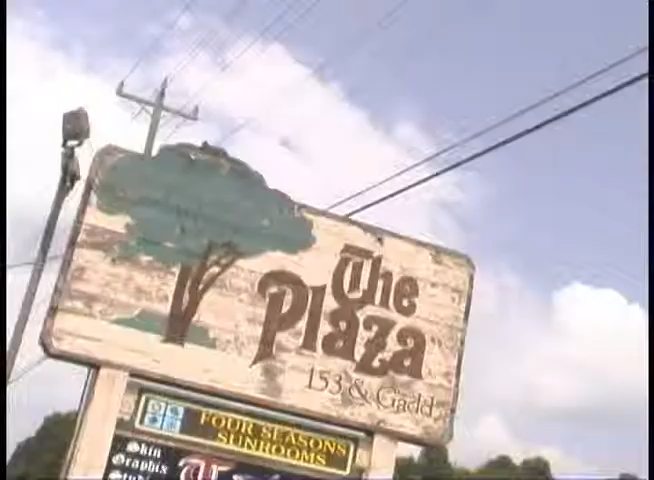 The
Plaza
153 & Gadd
FOUR SEASONS
SUNROOMS
Skin
Graphix